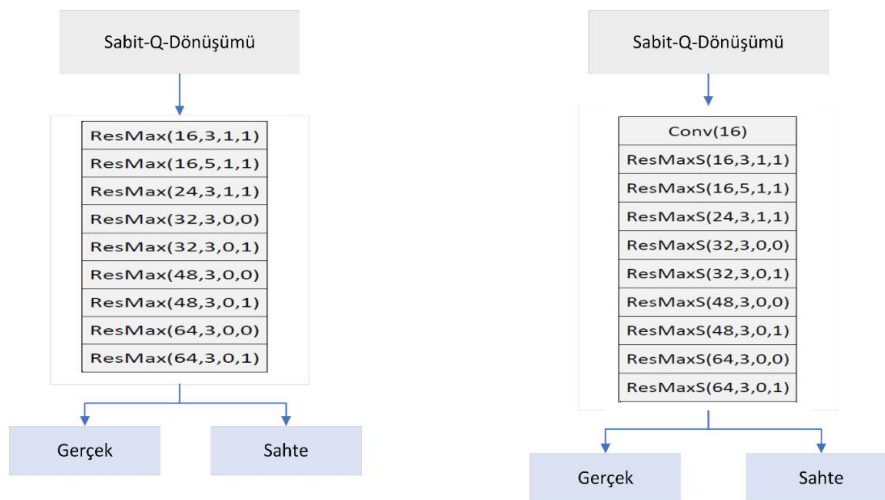 Sabit-Q-Dönüşümü
ResMax(16,3,1,1)
ResMax(16,5,1,1)
ResMax(24,3,1,1)
ResMax(32,3,0,0)
ResMax(32,3,0,1)
ResMax(48,3,0,0)
ResMax(48,3,0,1)
ResMax(64,3,0,0)
ResMax(64,3,0,1)
Gerçek
Sahte
Sabit-Q-Dönüşümü
Conv(16)
ResMaxS(16,3,1,1)
ResMaxS(16,5,1,1)
ResMaxS(24,3,1,1)
ResMaxS(32,3,0,0)
ResMaxS(32,3,0,1)
ResMaxS(48,3,0,0)
ResMaxS(48,3,0,1)
ResMaxS(64,3,0,0)
ResMaxS(64,3,0,1)
Gerçek
Sahte